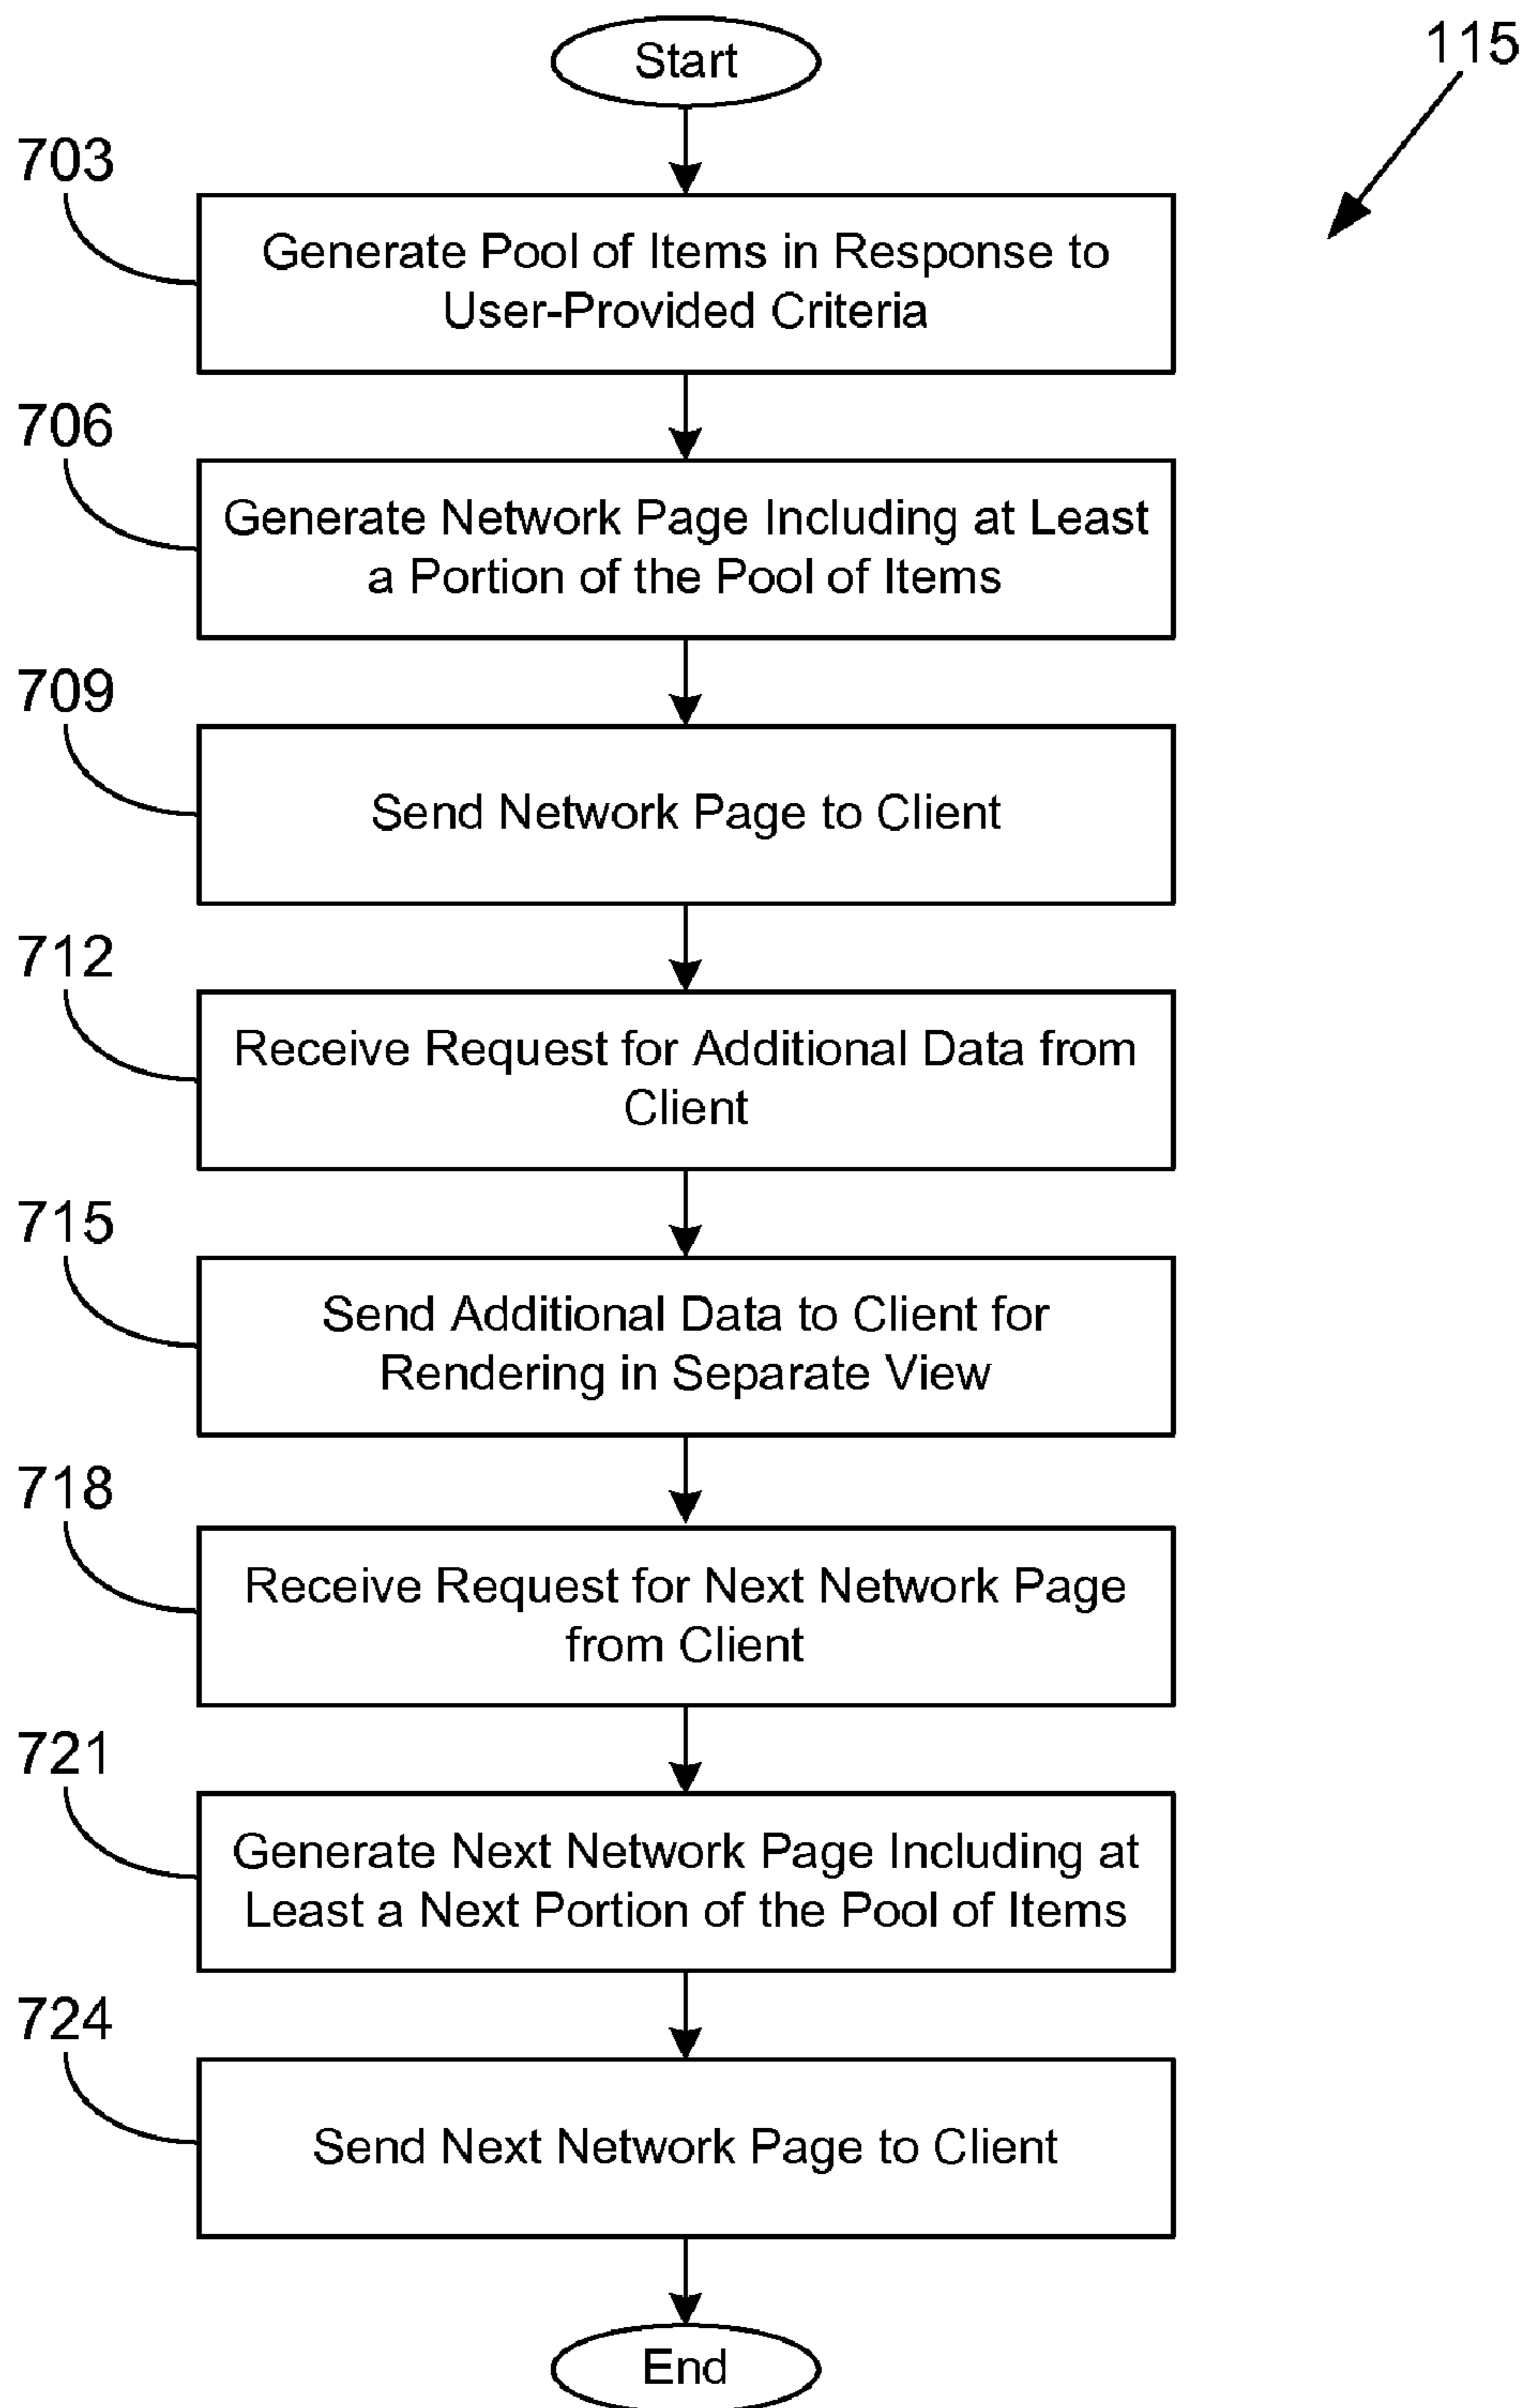 Start
115
703
Generate Pool of Items in Response to
User-Provided Criteria
706
Generate Network Page Including at Least
a Portion of the Pool of Items
709
Send Network Page to Client
712
Receive Request for Additional Data from
Client
715
Send Additional Data to Client for
Rendering in Separate View
718
Receive Request for Next Network Page
from Client
721
Generate Next Network Page Including at
Least a Next Portion of the Pool of Items
724
Send Next Network Page to Client
End